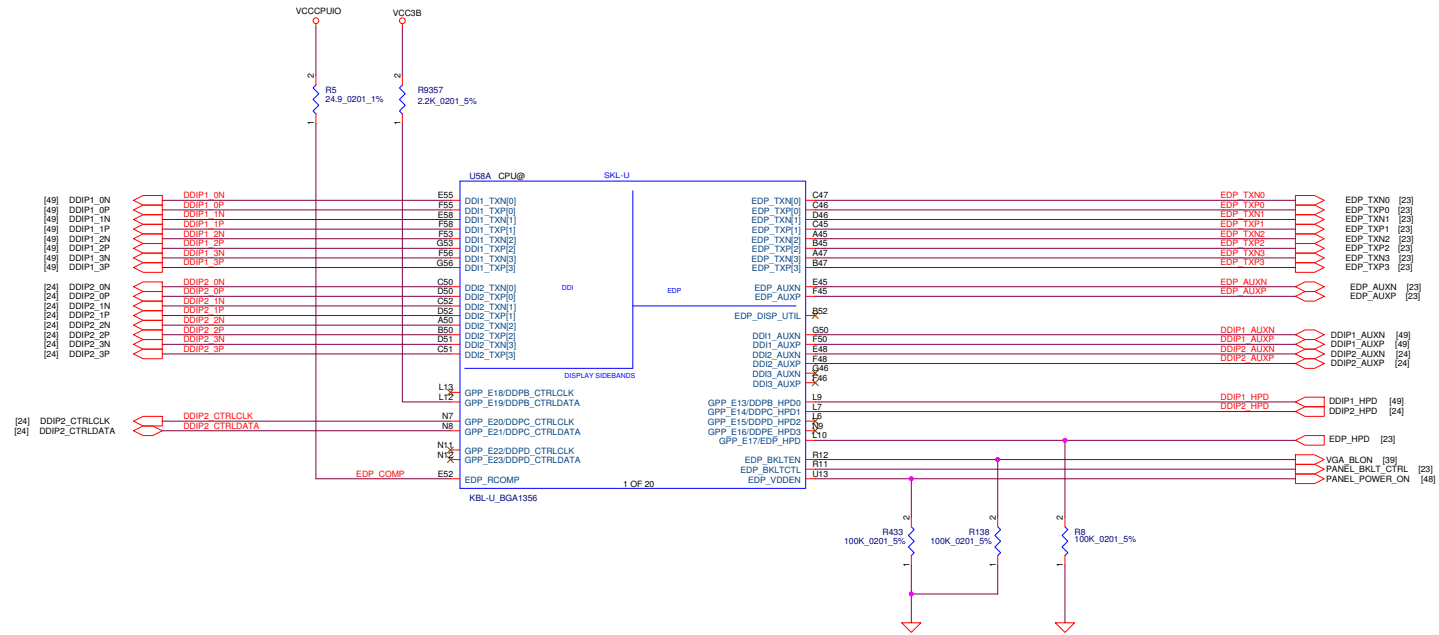 VCCCPUIO VCC3B
2 2
R5
24.9_0201_1%
R9357
2.2K_0201_5%
1 1
U58A CPU@ SKL-U
[49] DDIP1_0N DDIP1_0N E55 DDI1_TXN[0] EDP_TXN[0] C47 EDP_TXN0 EDP_TXN0 [23]
[49] DDIP1_0P DDIP1_0P F55 DDI1_TXP[0] EDP_TXP[0] C46 EDP_TXP0 EDP_TXP0 [23]
[49] DDIP1_1N DDIP1_1N E58 DDI1_TXN[1] EDP_TXN[1] D46 EDP_TXN1 EDP_TXN1 [23]
[49] DDIP1_1P DDIP1_1P F58 DDI1_TXP[1] EDP_TXP[1] C45 EDP_TXP1 EDP_TXP1 [23]
[49] DDIP1_2N DDIP1_2N F53 DDI1_TXN[2] EDP_TXN[2] A45 EDP_TXN2 EDP_TXN2 [23]
[49] DDIP1_2P DDIP1_2P G53 DDI1_TXP[2] EDP_TXP[2] B45 EDP_TXP2 EDP_TXP2 [23]
[49] DDIP1_3N DDIP1_3N F56 DDI1_TXN[3] EDP_TXN[3] A47 EDP_TXN3 EDP_TXN3 [23]
[49] DDIP1_3P DDIP1_3P G56 DDI1_TXP[3] EDP_TXP[3] B47 EDP_TXP3 EDP_TXP3 [23]
[24] DDIP2_0N DDIP2_0N C50 DDI2_TXN[0] DDI EDP EDP_AUXN E45 EDP_AUXN EDP_AUXN [23]
[24] DDIP2_0P DDIP2_0P D50 DDI2_TXP[0] EDP_AUXP F45 EDP_AUXP EDP_AUXP [23]
[24] DDIP2_1N DDIP2_1N C52 DDI2_TXN[1]
[24] DDIP2_1P DDIP2_1P D52 DDI2_TXP[1] EDP_DISP_UTIL B52
[24] DDIP2_2N DDIP2_2N A50 DDI2_TXN[2]
[24] DDIP2_2P DDIP2_2P B50 DDI2_TXP[2] DDI1_AUXN G50 DDIP1_AUXN DDIP1_AUXN [49]
[24] DDIP2_3N DDIP2_3N D51 DDI2_TXN[3] DDI1_AUXP F50 DDIP1_AUXP DDIP1_AUXP [49]
[24] DDIP2_3P DDIP2_3P C51 DDI2_TXP[3] DDI2_AUXN E48 DDIP2_AUXN DDIP2_AUXN [24]
DDI2_AUXP F48 DDIP2_AUXP DDIP2_AUXP [24]
DISPLAY SIDEBANDS DDI3_AUXN G46
DDI3_AUXP F46
L13 GPP_E18/DDPB_CTRLCLK
L12 GPP_E19/DDPB_CTRLDATA GPP_E13/DDPB_HPD0 L9 DDIP1_HPD DDIP1_HPD [49]
GPP_E14/DDPC_HPD1 L7 DDIP2_HPD DDIP2_HPD [24]
[24] DDIP2_CTRLCLK DDIP2_CTRLCLK N7 GPP_E20/DDPC_CTRLCLK GPP_E15/DDPD_HPD2 L6
[24] DDIP2_CTRLDATA DDIP2_CTRLDATA N8 GPP_E21/DDPC_CTRLDATA GPP_E16/DDPE_HPD3 N9
GPP_E17/EDP_HPD L10 EDP_HPD [23]
N11 GPP_E22/DDPD_CTRLCLK
N12 GPP_E23/DDPD_CTRLDATA EDP_BKLTEN R12 VGA_BLON [39]
EDP_BKLTCTL R11 PANEL_BKLT_CTRL [23]
EDP_COMP E52 EDP_RCOMP EDP_VDDEN U13 PANEL_POWER_ON [48]
1 OF 20
KBL-U_BGA1356
2 2 2
R433
100K_0201_5%
R138
100K_0201_5%
R8
100K_0201_5%
1 1 1